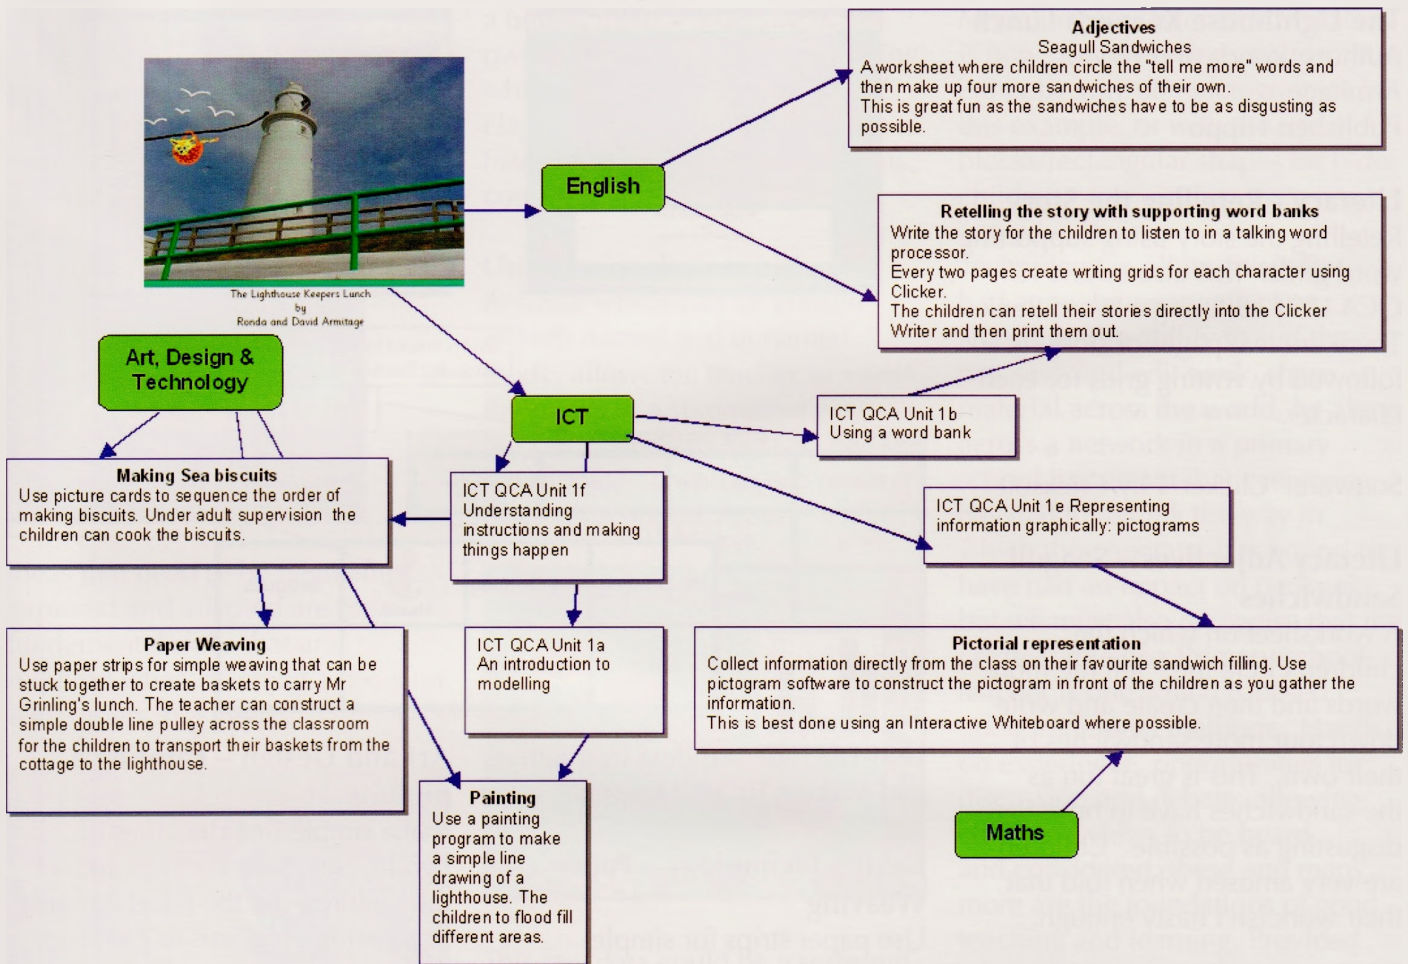 Adjectives
Seagull Sandwiches
A worksheet where children circle the "tell me more" words and
then make up four more sandwiches of their own.
This is great fun as the sandwiches have to be as disgusting as
possible.
English
Retelling the story with supporting word banks
Write the story for the children to listen to in a talking word
processor.
Every two pages create writing grids for each character using
Clicker.
The children can retell their stories directly into the Clicker
Writer and then print them out.
The Lighthouse Keepers Lunch
by
Ronda and David Armitage
Art, Design &
Technology
ICT
ICT QCA Unit 1b
Using a word bank
Making Sea biscuits
Use picture cards to sequence the order of
making biscuits. Under adult supervision the
children can cook the biscuits.
ICT QCA Unit 1f
Understanding
instructions and making
things happen
ICT QCA Unit 1e Representing
information graphically: pictograms
Paper Weaving
Use paper strips for simple weaving that can be
stuck together to create baskets to carry Mr
Grinling's lunch. The teacher can construct a
simple double line pulley across the classroom
for the children to transport their baskets from the
cottage to the lighthouse.
ICT QCA Unit 1a
An introduction to
modelling
Pictorial representation
Collect information directly from the class on their favourite sandwich filling. Use
pictogram software to construct the pictogram in front of the children as you gather the
information.
This is best done using an Interactive Whiteboard where possible.
Painting
Use a painting
program to make
a simple line
drawing of a
lighthouse. The
children to flood fill
different areas.
Maths